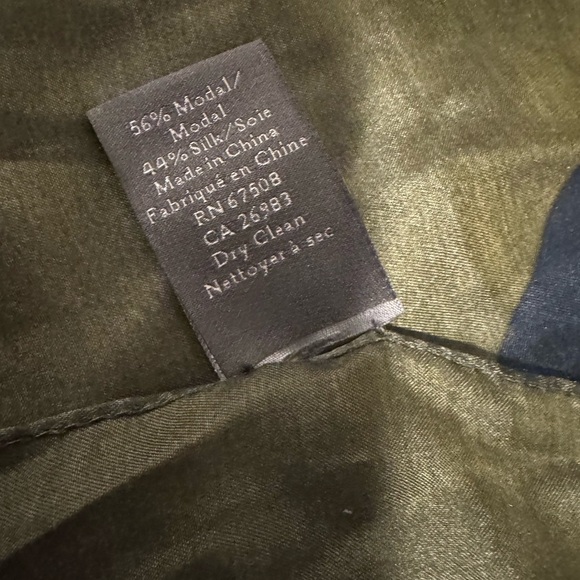 56% Modal/
Modal
44% Silk/Soie
Made in China
Fabriqué en Chine
RN 67508
CA 26983
Dry Clean
Nettoyer à sec